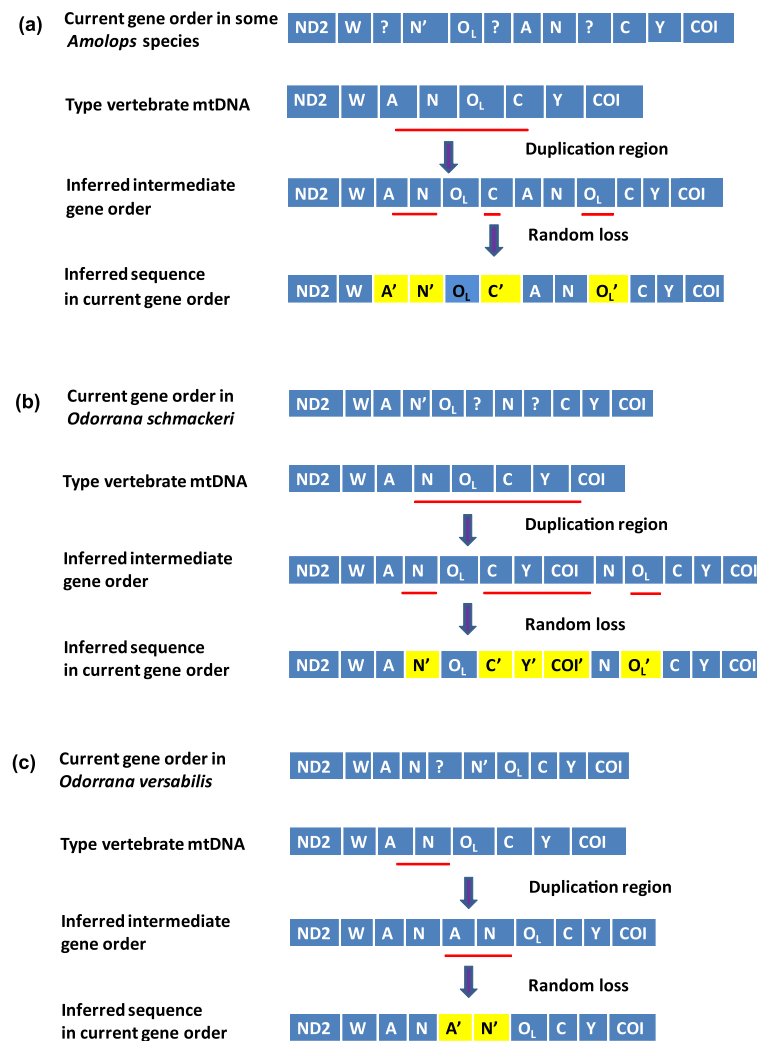 (a)
Current gene order in some
Amolops species
ND2 W ? N’ OL ? A N ? C Y COI
Type vertebrate mtDNA
ND2 W A N OL C Y COI
Duplication region
Inferred intermediate
gene order
ND2 W A N OL C A N OL C Y COI
Random loss
Inferred sequence
in current gene order
ND2 W A’ N’ OL C’ A N OL’ C Y COI
(b)
Current gene order in
Odorrana schmackeri
ND2 W A N’ OL ? N ? C Y COI
Type vertebrate mtDNA
ND2 W A N OL C Y COI
Duplication region
Inferred intermediate
gene order
ND2 W A N OL C Y COI N OL C Y COI
Random loss
Inferred sequence
in current gene order
ND2 W A N’ OL C’ Y’ COI’ N OL’ C Y COI
(c)
Current gene order in
Odorrana versabilis
ND2 W A N ? N’ OL C Y COI
Type vertebrate mtDNA
ND2 W A N OL C Y COI
Duplication region
Inferred intermediate
gene order
ND2 W A N A N OL C Y COI
Random loss
Inferred sequence
in current gene order
ND2 W A N A’ N’ OL C Y COI